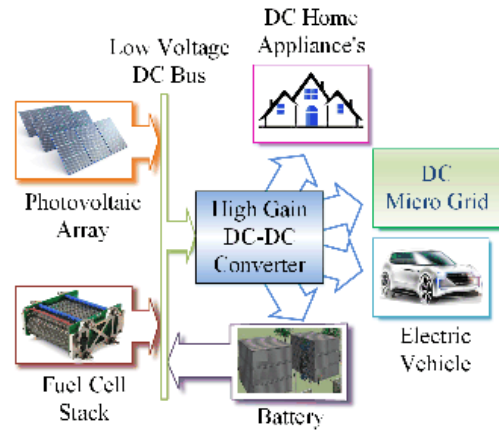 DC Home
Appliance's
Low Voltage
DC Bus
Photovoltaic
Array
High Gain
DC-DC
Converter
DC
Micro Grid
Electric
Vehicle
Fuel Cell
Stack
Battery